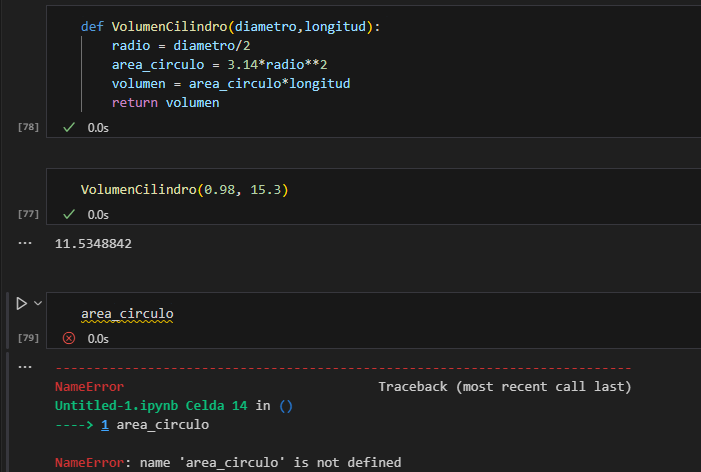 def VolumenCilindro(diametro,longitud):
radio = diametro/2
area_circulo = 3.14*radio**2
volumen = area_circulo*longitud
return volumen
[78] 0.0s
VolumenCilindro(0.98, 15.3)
[77] 0.0s
... 11.5348842
area_circulo
[79] 0.0s
...
---------------------------------------------------------------------------
NameError Traceback (most recent call last)
Untitled-1.ipynb Celda 14 in ()
----> 1 area_circulo
NameError: name 'area_circulo' is not defined